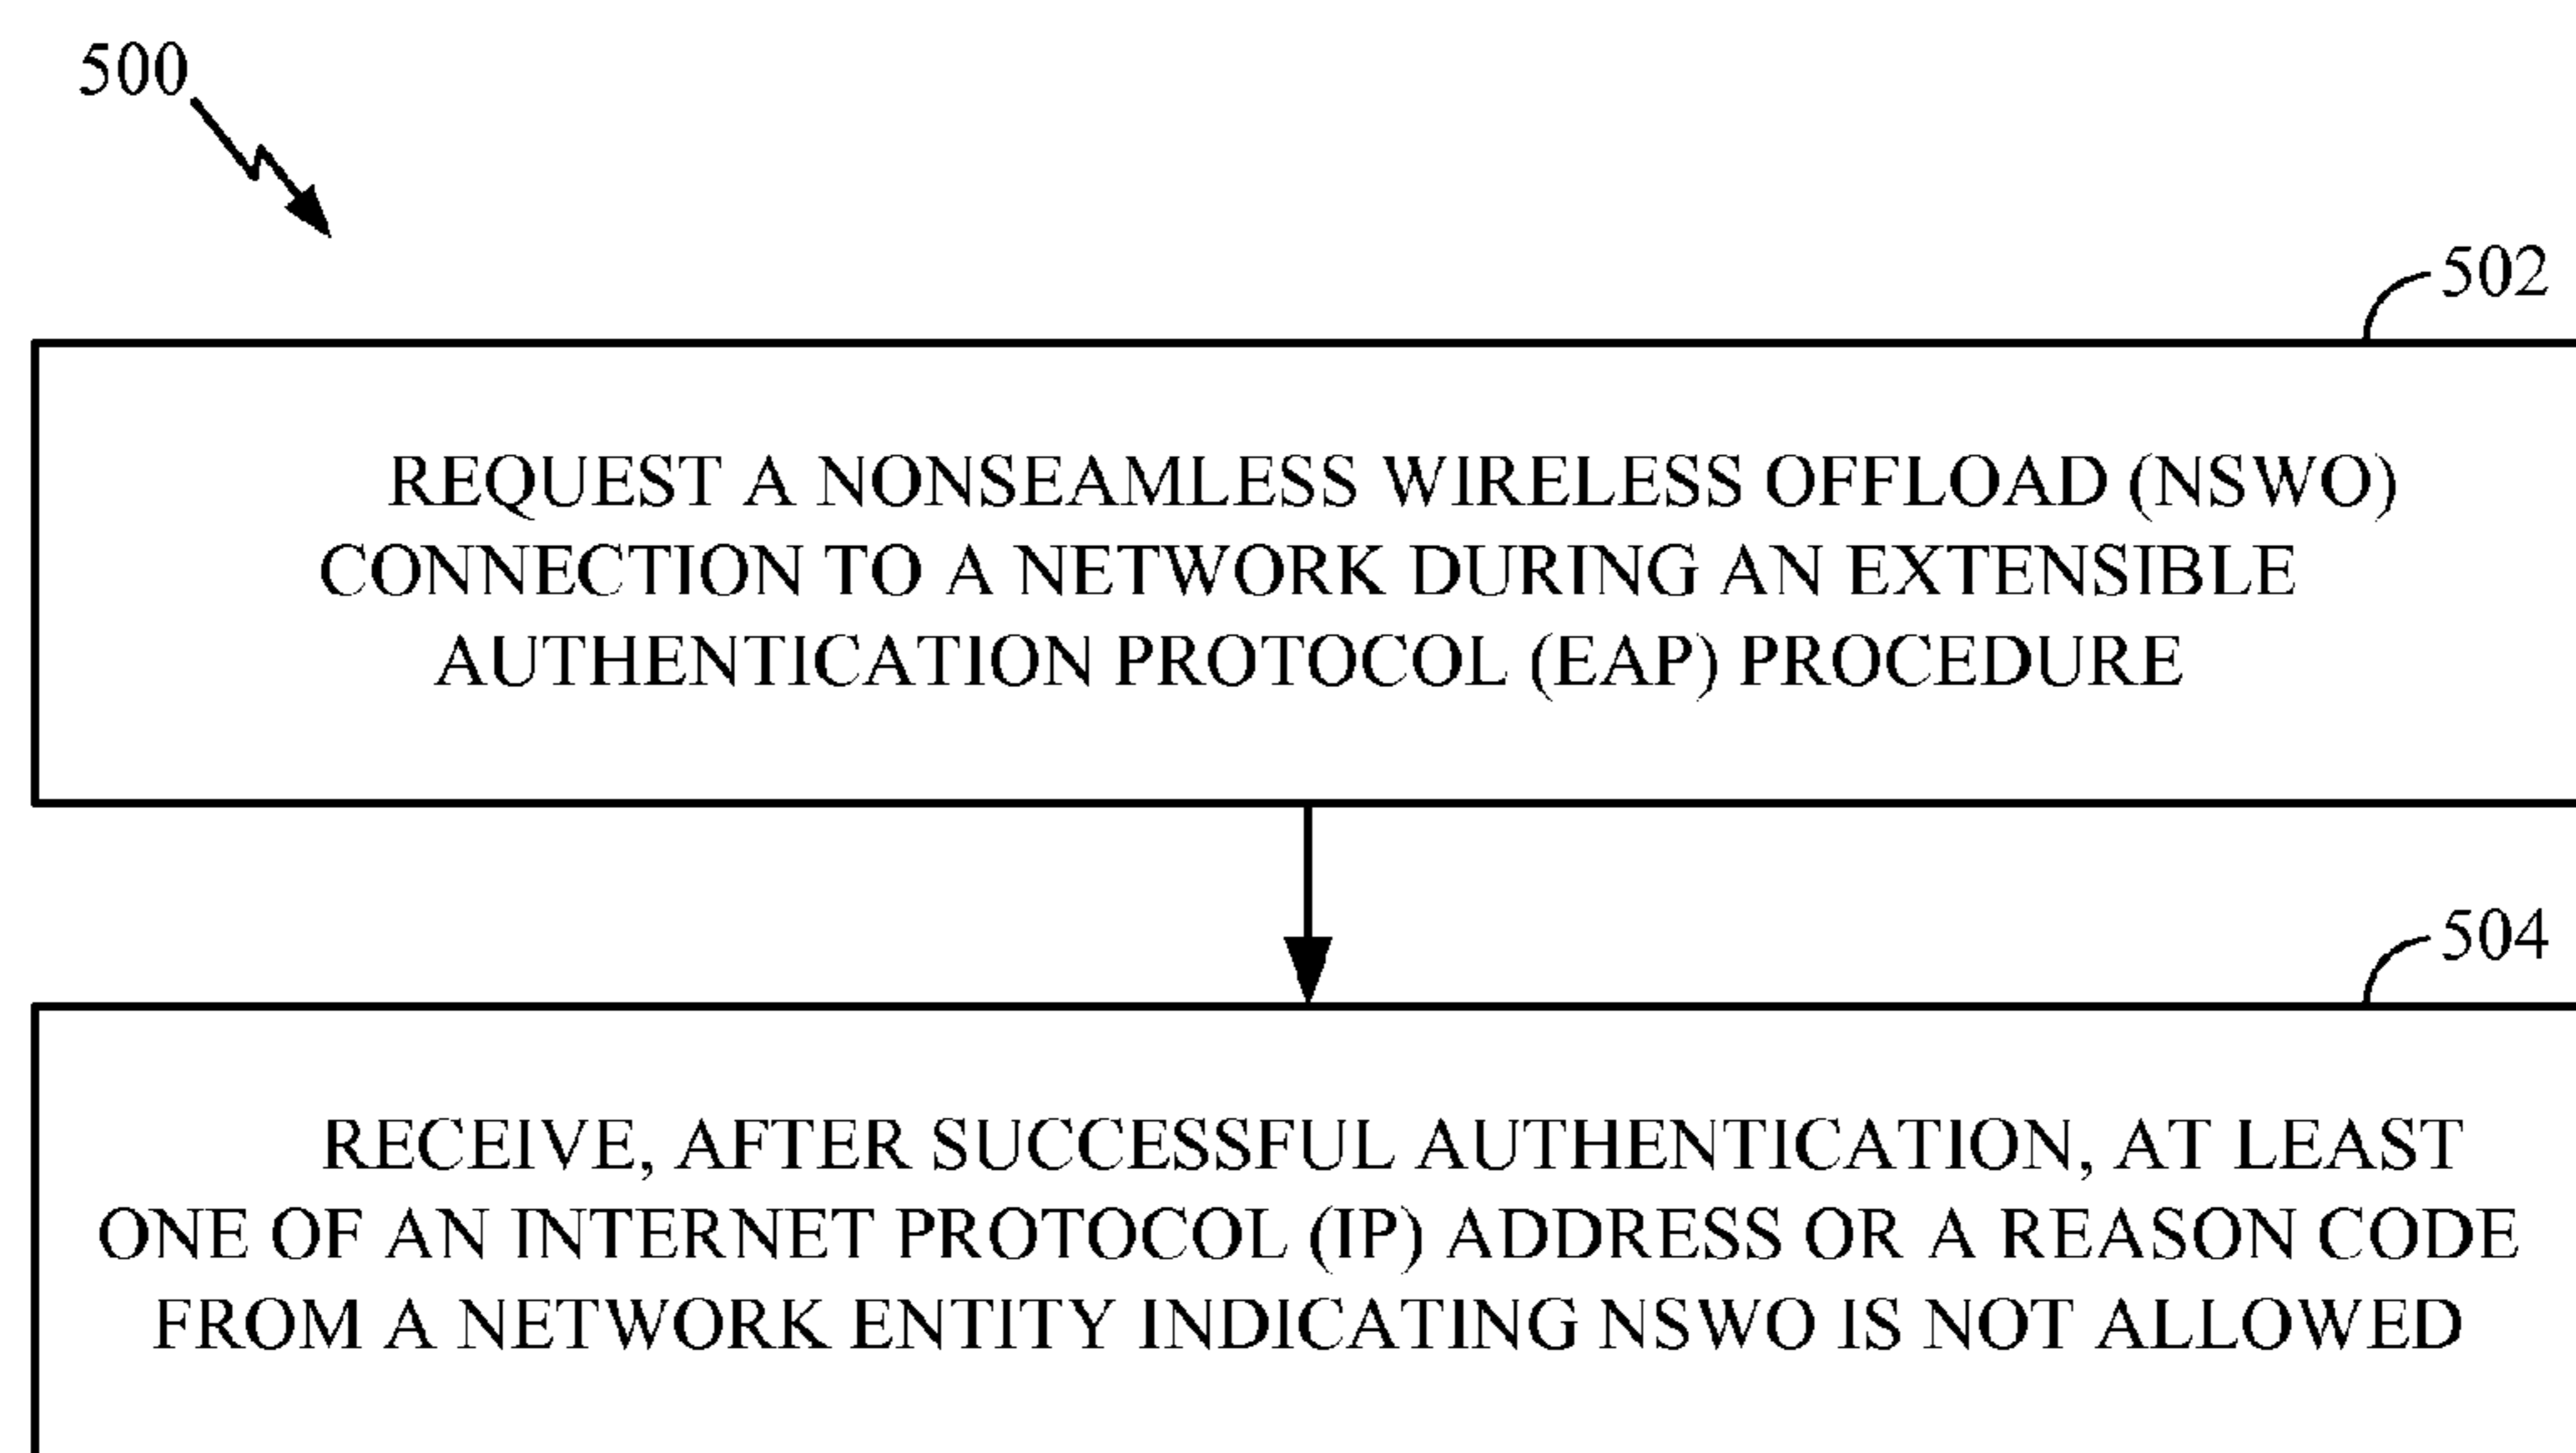 500
502
REQUEST A NONSEAMLESS WIRELESS OFFLOAD (NSWO)
CONNECTION TO A NETWORK DURING AN EXTENSIBLE
AUTHENTICATION PROTOCOL (EAP) PROCEDURE
504
RECEIVE, AFTER SUCCESSFUL AUTHENTICATION, AT LEAST
ONE OF AN INTERNET PROTOCOL (IP) ADDRESS OR A REASON CODE
FROM A NETWORK ENTITY INDICATING NSWO IS NOT ALLOWED